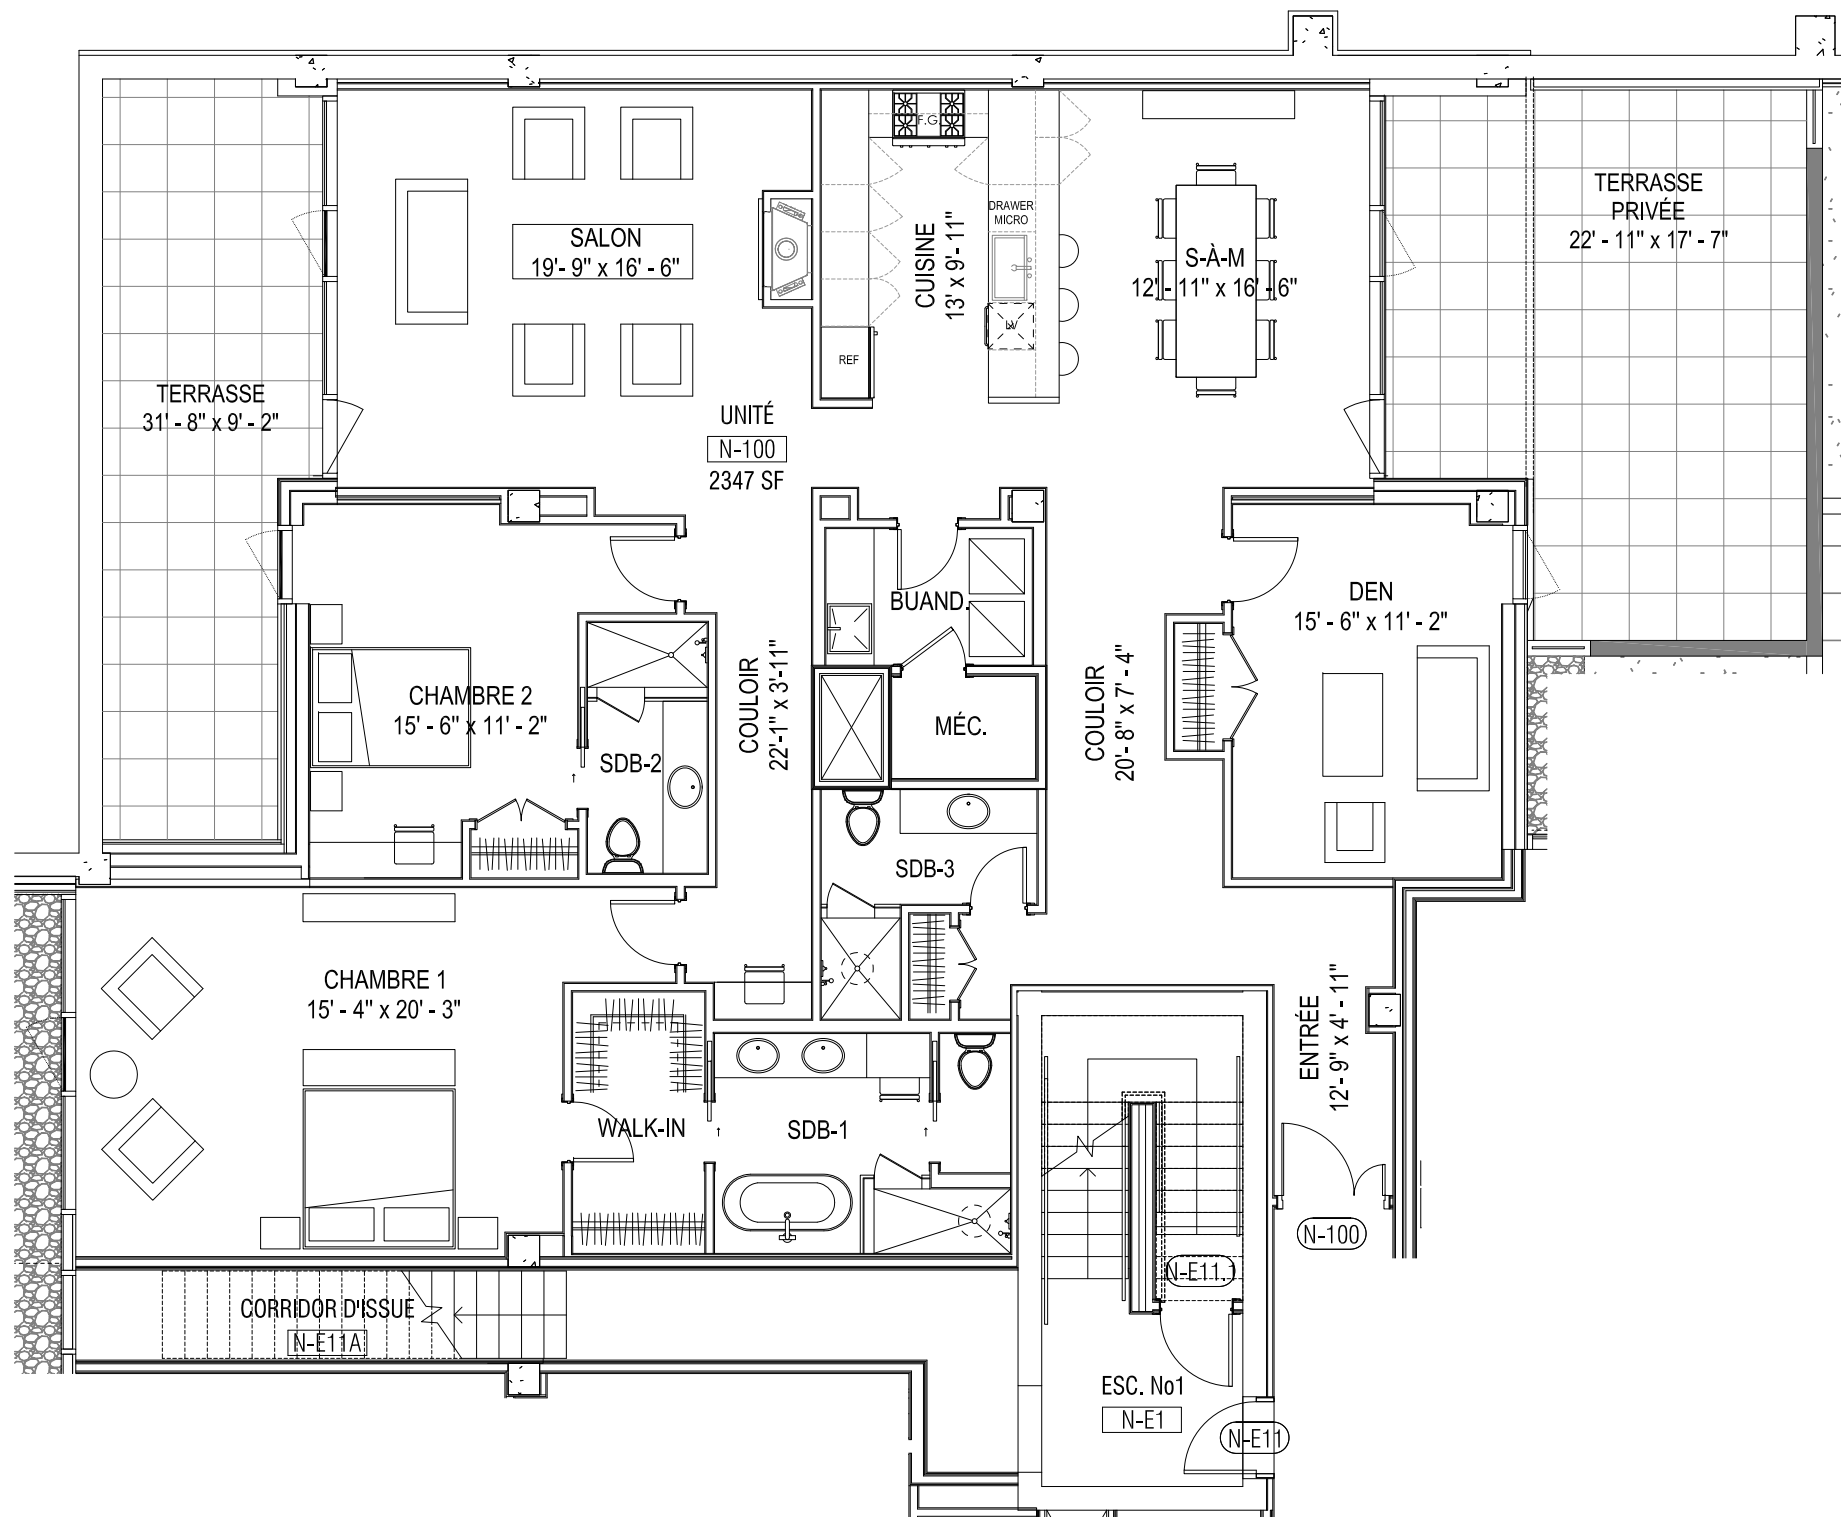 F.G.
TERRASSE
PRIVÉE
22' - 11" x 17' - 7"
DRAWER
MICRO
SALON
19'- 9" x 16' - 6"
CUISINE
13' x 9'- 11"
S-À-M
12' - 11" x 16' - 6"
LV
REF
TERRASSE
31' - 8" x 9' - 2"
UNITÉ
N-100
2347 SF
BUAND.
DEN
15' - 6" x 11' - 2"
CHAMBRE 2
15' - 6" x 11' - 2"
SDB-2
COULOIR
22'-1" x 3'-11"
MÉC.
COULOIR
20'- 8" x 7' - 4"
SDB-3
CHAMBRE 1
15' - 4" x 20' - 3"
ENTRÉE
12'- 9" x 4' - 11"
WALK-IN
SDB-1
N-100
N-E11.1
CORRIDOR D'ISSUE
N-E11A
ESC. No1
N-E1
N-E11